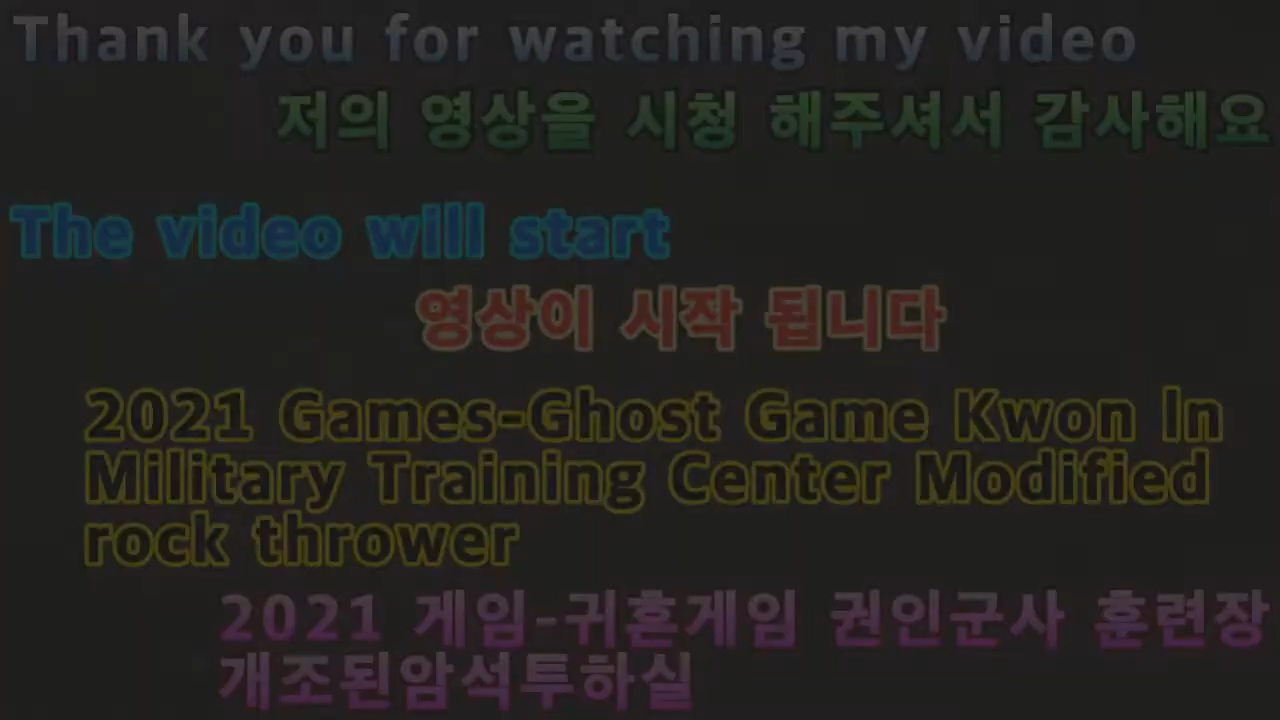 Thank you for watching my video
저의 영상을 시청 해주셔서 감사해요
The video will start
영상이 시작 됩니다
2021 Games-Ghost Game Kwon In
Military Training Center Modified
rock thrower
2021 게임-귀혼게임 권인군사 훈련장
개조된암석투하실